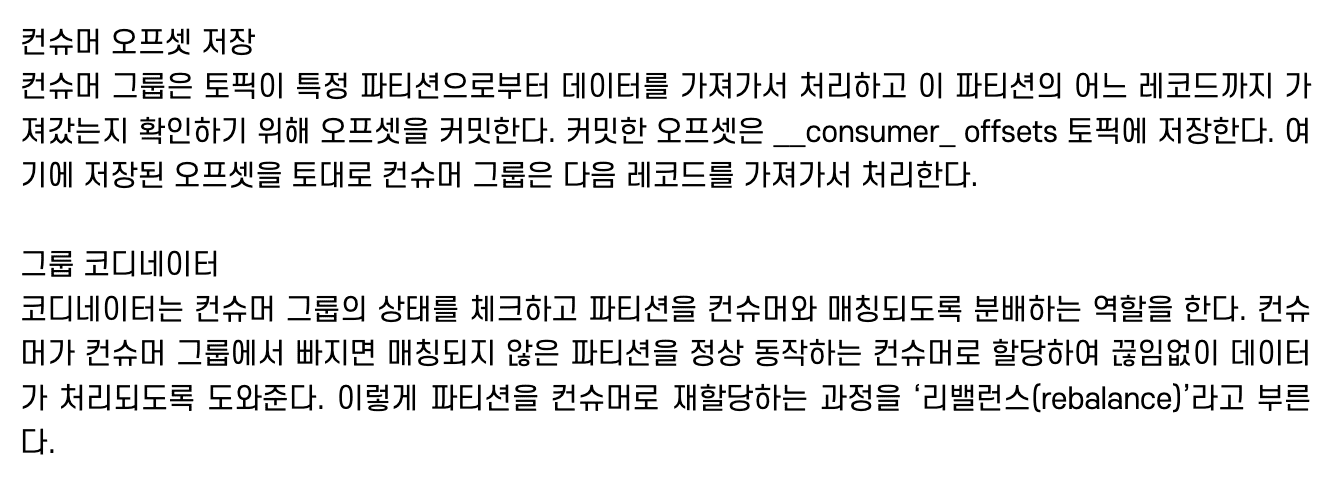 컨슈머 오프셋 저장
컨슈머 그룹은 토픽이 특정 파티션으로부터 데이터를 가져가서 처리하고 이 파티션의 어느 레코드까지 가
져갔는지 확인하기 위해 오프셋을 커밋한다. 커밋한 오프셋은 __consumer_ offsets 토픽에 저장한다. 여
기에 저장된 오프셋을 토대로 컨슈머 그룹은 다음 레코드를 가져가서 처리한다.
그룹 코디네이터
코디네이터는 컨슈머 그룹의 상태를 체크하고 파티션을 컨슈머와 매칭되도록 분배하는 역할을 한다. 컨슈
머가 컨슈머 그룹에서 빠지면 매칭되지 않은 파티션을 정상 동작하는 컨슈머로 할당하여 끊임없이 데이터
가 처리되도록 도와준다. 이렇게 파티션을 컨슈머로 재할당하는 과정을 ‘리밸런스(rebalance)’라고 부른
다.